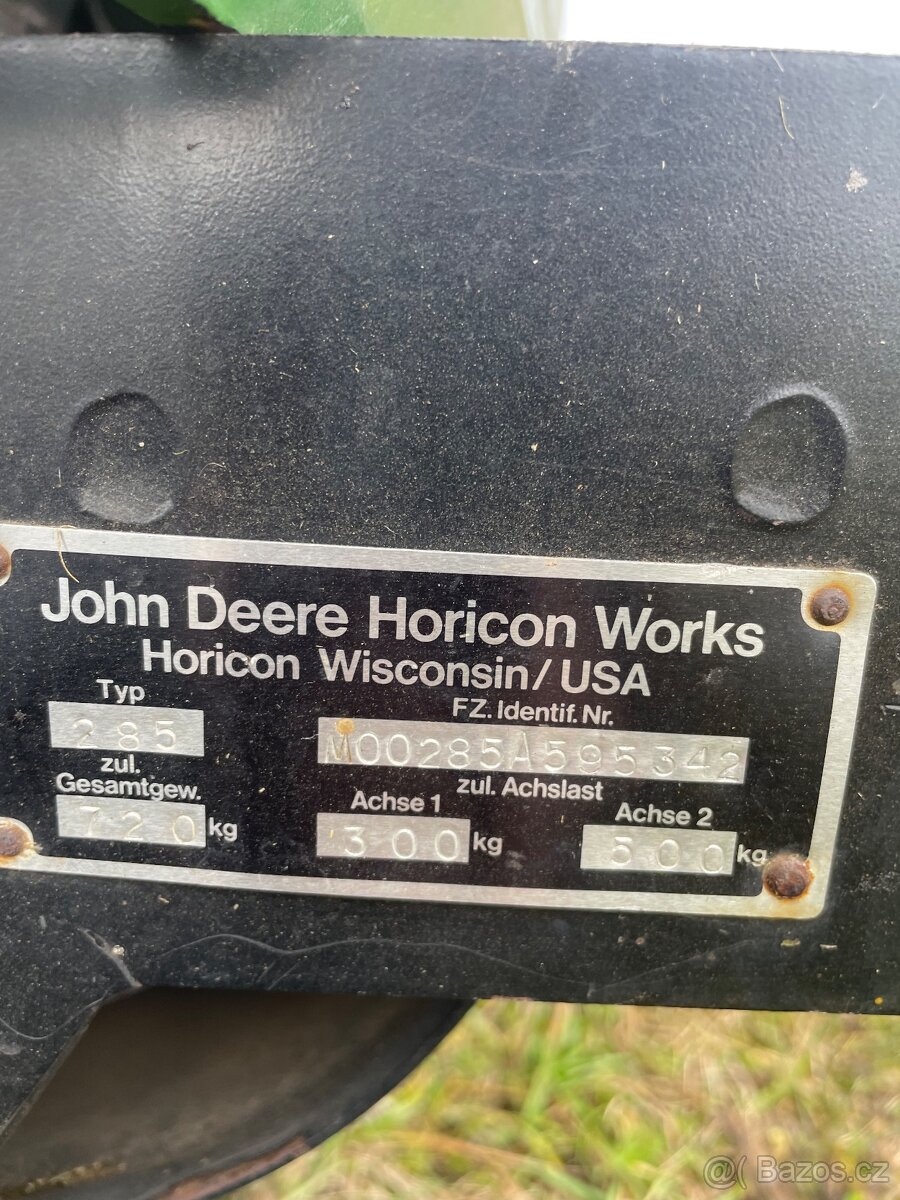 John Deere Horicon Works
Horicon Wisconsin/USA
Typ
FZ. Identif. Nr.
285
M00285A595342
zul.
Gesamtgew.
zul. Achslast
Achse 1
Achse 2
720 kg
300 kg
500 kg
@( Bazos.cz